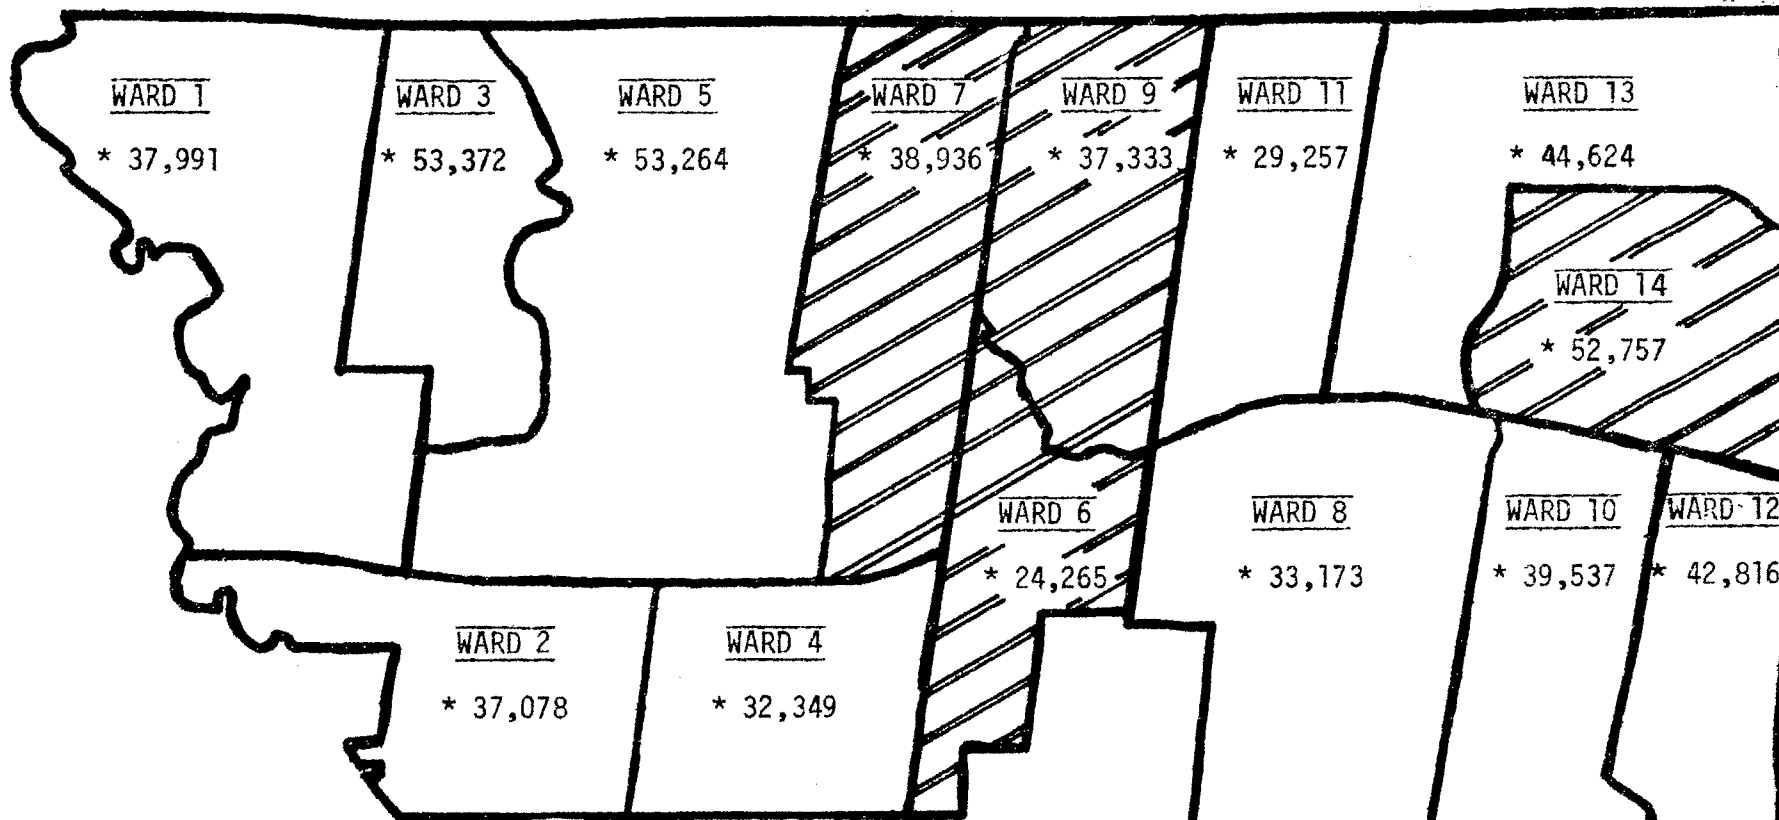 WARD 1
* 37,991
WARD 3
* 53,372
WARD 5
* 53,264
WARD 7
* 38,936
WARD 9
* 37,333
WARD 11
* 29,257
WARD 13
* 44,624
WARD 14
* 52,757
WARD 6
* 24,265
WARD 8
* 33,173
WARD 10
* 39,537
WARD 12
* 42,816
WARD 2
* 37,078
WARD 4
* 32,349